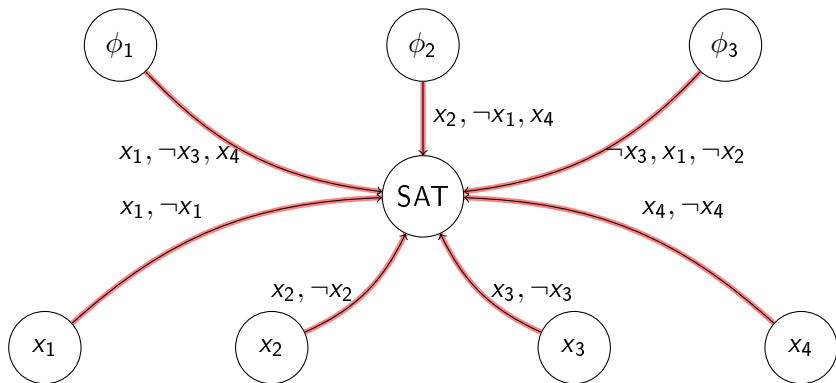 ϕ₁
ϕ₂
ϕ₃
x₂, ¬x₁, x₄
x₁, ¬x₃, x₄
¬x₃, x₁, ¬x₂
SAT
x₁, ¬x₁
x₄, ¬x₄
x₂, ¬x₂
x₃, ¬x₃
x₁
x₂
x₃
x₄